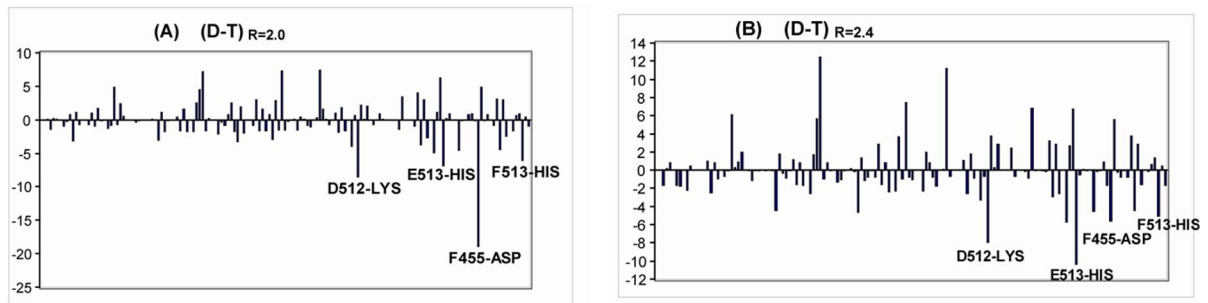 (A) (D-T) R=2.0
10
5
0
-5
-10
-15
-20
-25
D512-LYS
E513-HIS
F513-HIS
F455-ASP
(B) (D-T) R=2.4
14
12
10
8
6
4
2
0
-2
-4
-6
-8
-10
-12
D512-LYS
E513-HIS
F455-ASP
F513-HIS